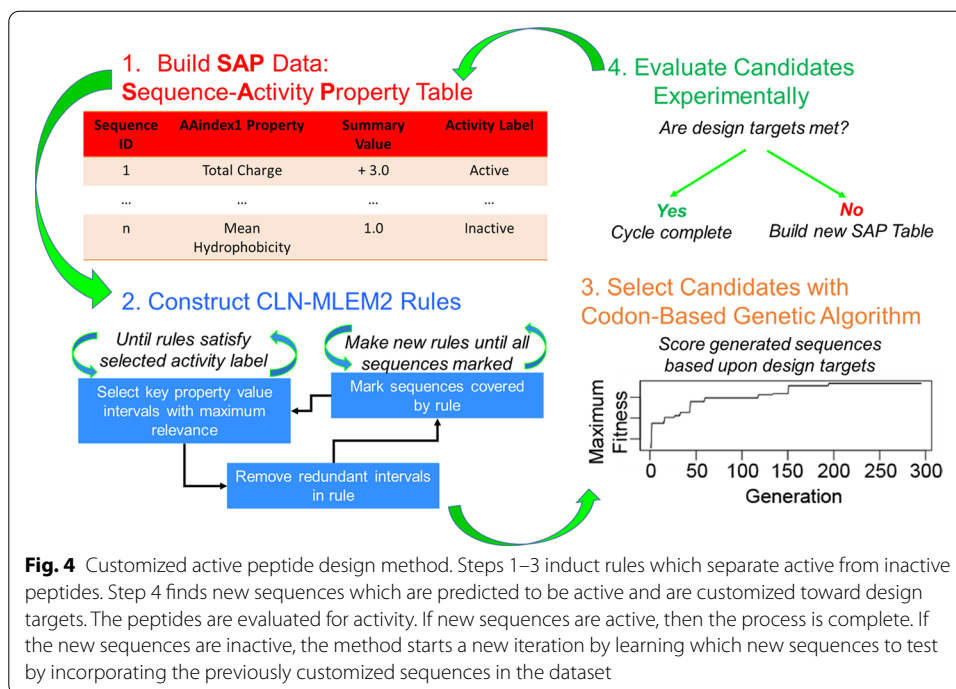 1. Build SAP Data:
Sequence-Activity Property Table
Sequence ID AAindex1 Property Summary Value Activity Label
1 Total Charge + 3.0 Active
... ... ... ...
n Mean Hydrophobicity 1.0 Inactive
2. Construct CLN-MLEM2 Rules
Until rules satisfy
selected activity label
Make new rules until all
sequences marked
Select key property value
intervals with maximum
relevance
Mark sequences covered
by rule
Remove redundant intervals
in rule
4. Evaluate Candidates
Experimentally
Are design targets met?
Yes
Cycle complete
No
Build new SAP Table
3. Select Candidates with
Codon-Based Genetic Algorithm
Score generated sequences
based upon design targets
Maximum
Fitness
0 50 100 150 200 250 300
Generation
Fig. 4 Customized active peptide design method. Steps 1–3 induct rules which separate active from inactive
peptides. Step 4 finds new sequences which are predicted to be active and are customized toward design
targets. The peptides are evaluated for activity. If new sequences are active, then the process is complete. If
the new sequences are inactive, the method starts a new iteration by learning which new sequences to test
by incorporating the previously customized sequences in the dataset